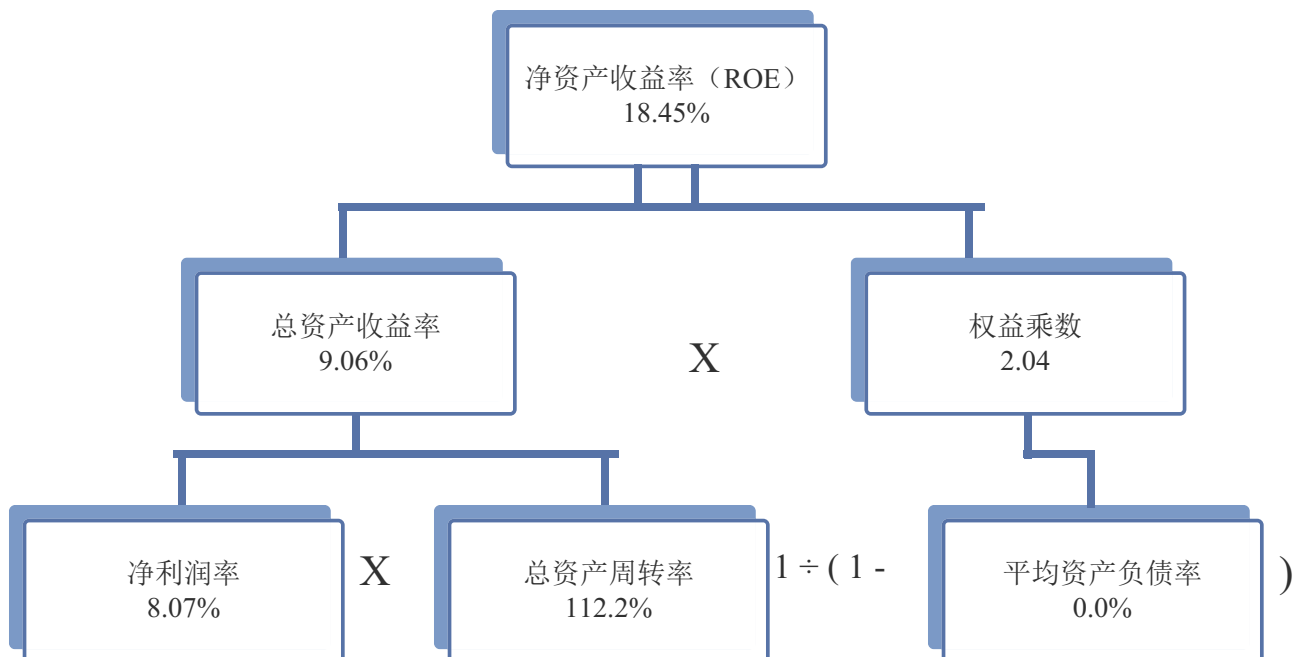 净资产收益率（ROE）
18.45%
总资产收益率
9.06%
X
权益乘数
2.04
净利润率
8.07%
X
总资产周转率
112.2%
1 ÷ ( 1 -
平均资产负债率
0.0%
)